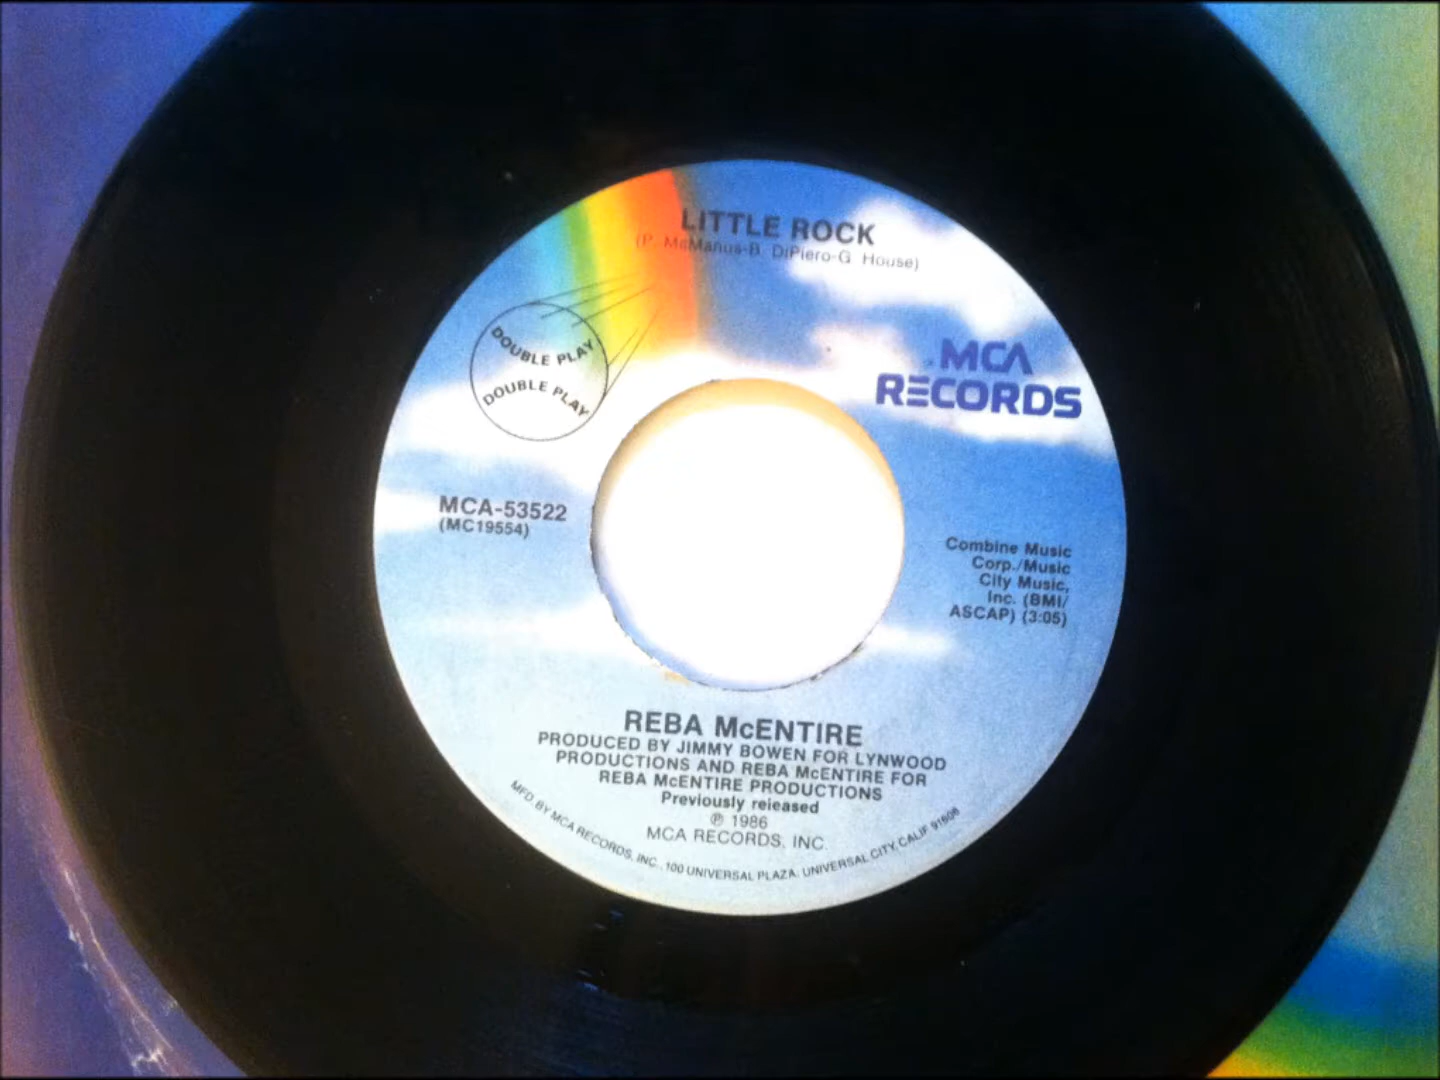 LITTLE ROCK
(P. McManus-B. DiPiero-G. House)
DOUBLE PLAY
DOUBLE PLAY
MCA
RECORDS
MCA-53522
(MC19554)
Combine Music
Corp./Music
City Music,
Inc. (BMI/
ASCAP) (3:05)
REBA McENTIRE
PRODUCED BY JIMMY BOWEN FOR LYNWOOD
PRODUCTIONS AND REBA McENTIRE FOR
REBA McENTIRE PRODUCTIONS
Previously released
℗ 1986
MCA RECORDS, INC.
MFD. BY MCA RECORDS, INC., 100 UNIVERSAL PLAZA, UNIVERSAL CITY, CALIF. 91608